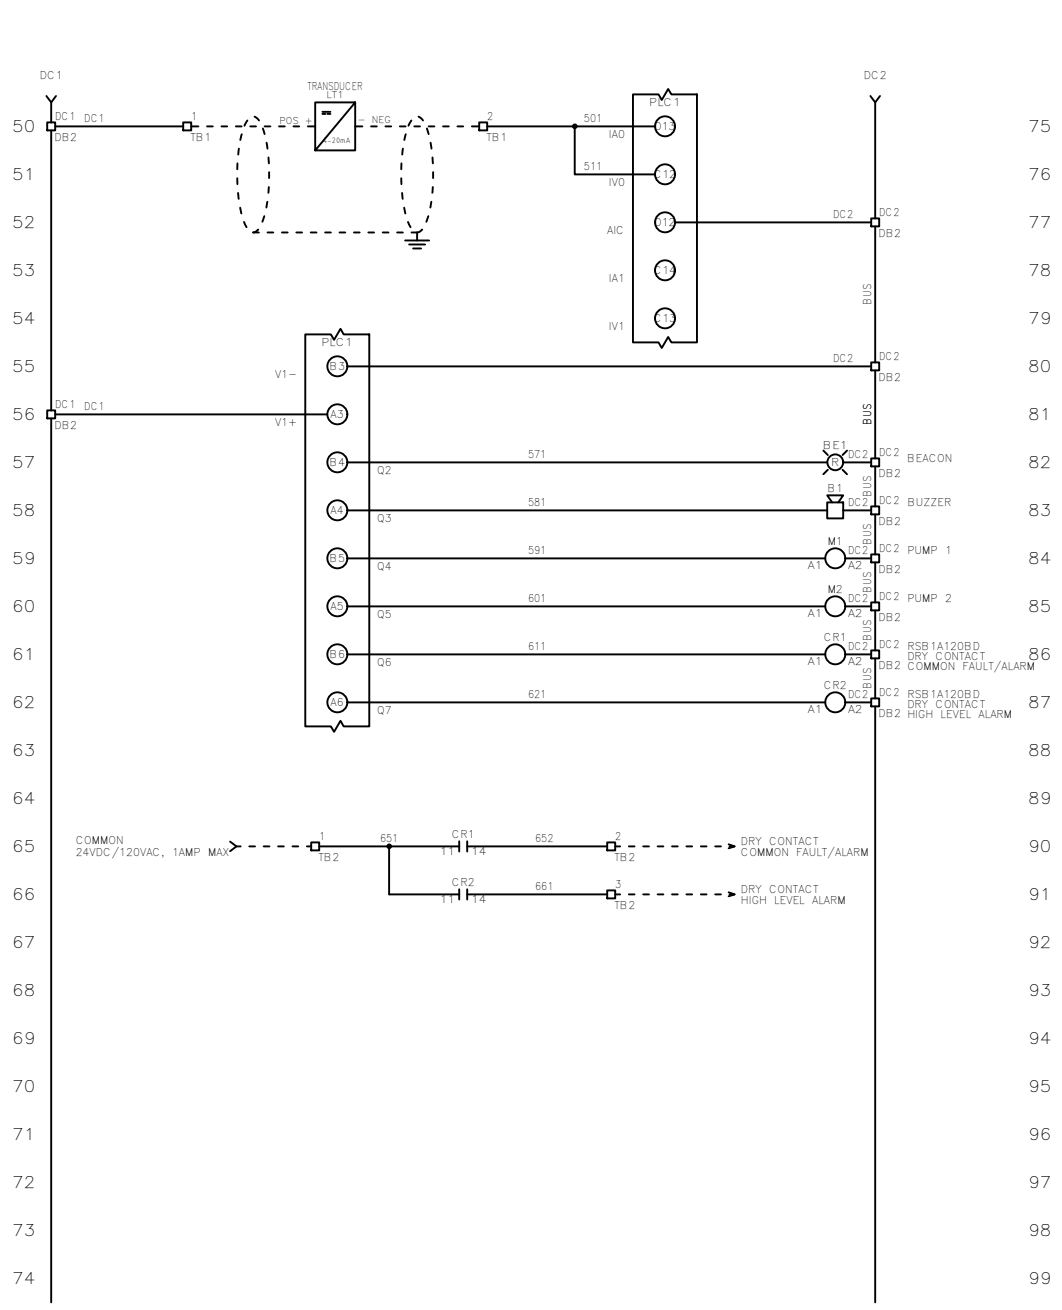 DC1
DC2
TRANSDUCER
LT1
PLC1
50 DC1 DC1 1 POS + - NEG 2 501 D13 75
DB2 TB1 4-20mA TB1 IA0
51 511 C12 76
IV0
52 D12 DC2 DC2 77
AIC DB2
53 C14 78
IA1
BUS
54 C13 79
IV1
PLC1
55 B3 DC2 DC2 80
V1- DB2
56 DC1 DC1 A3 BUS 81
DB2 V1+
BE1
57 B4 571 R DC2 DC2 BEACON 82
Q2 DB2
BUS
B1
58 A4 581 DC2 DC2 BUZZER 83
Q3 DB2
BUS
M1
59 B5 591 DC2 DC2 PUMP 1 84
Q4 A1 A2 DB2
BUS
M2
60 A5 601 DC2 DC2 PUMP 2 85
Q5 A1 A2 DB2
BUS
CR1
61 B6 611 DC2 DC2 RSB1A120BD 86
DRY CONTACT
Q6 A1 A2 DB2 COMMON FAULT/ALARM
BUS
CR2
62 A6 621 DC2 DC2 RSB1A120BD 87
DRY CONTACT
Q7 A1 A2 DB2 HIGH LEVEL ALARM
63 88
64 89
65 COMMON 1 651 CR1 652 2 DRY CONTACT 90
24VDC/120VAC, 1AMP MAX TB2 11 14 TB2 COMMON FAULT/ALARM
66 CR2 661 3 DRY CONTACT 91
11 14 TB2 HIGH LEVEL ALARM
67 92
68 93
69 94
70 95
71 96
72 97
73 98
74 99